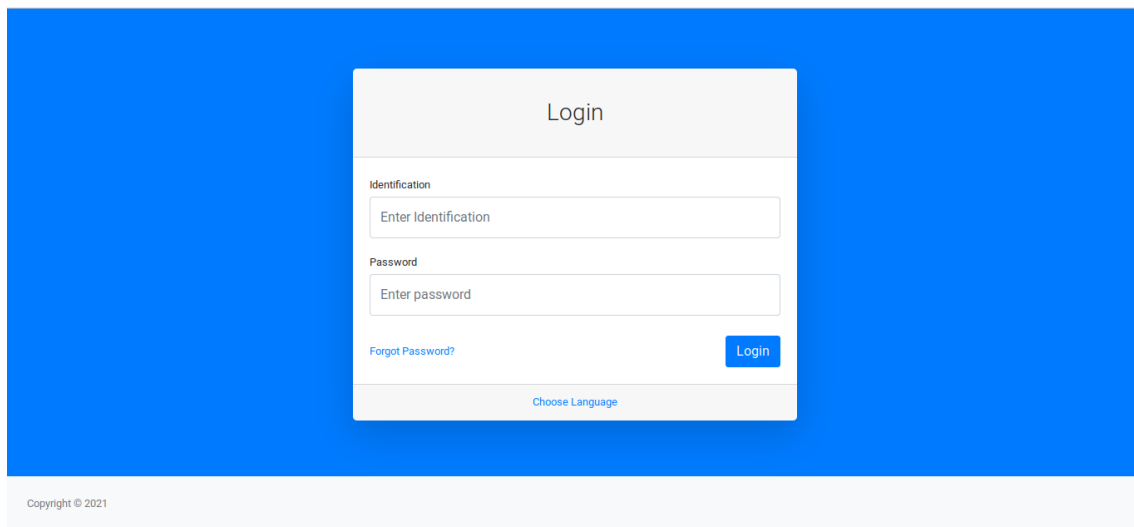 Login
Identification
Enter Identification
Password
Enter password
Forgot Password?
Login
Choose Language
Copyright © 2021